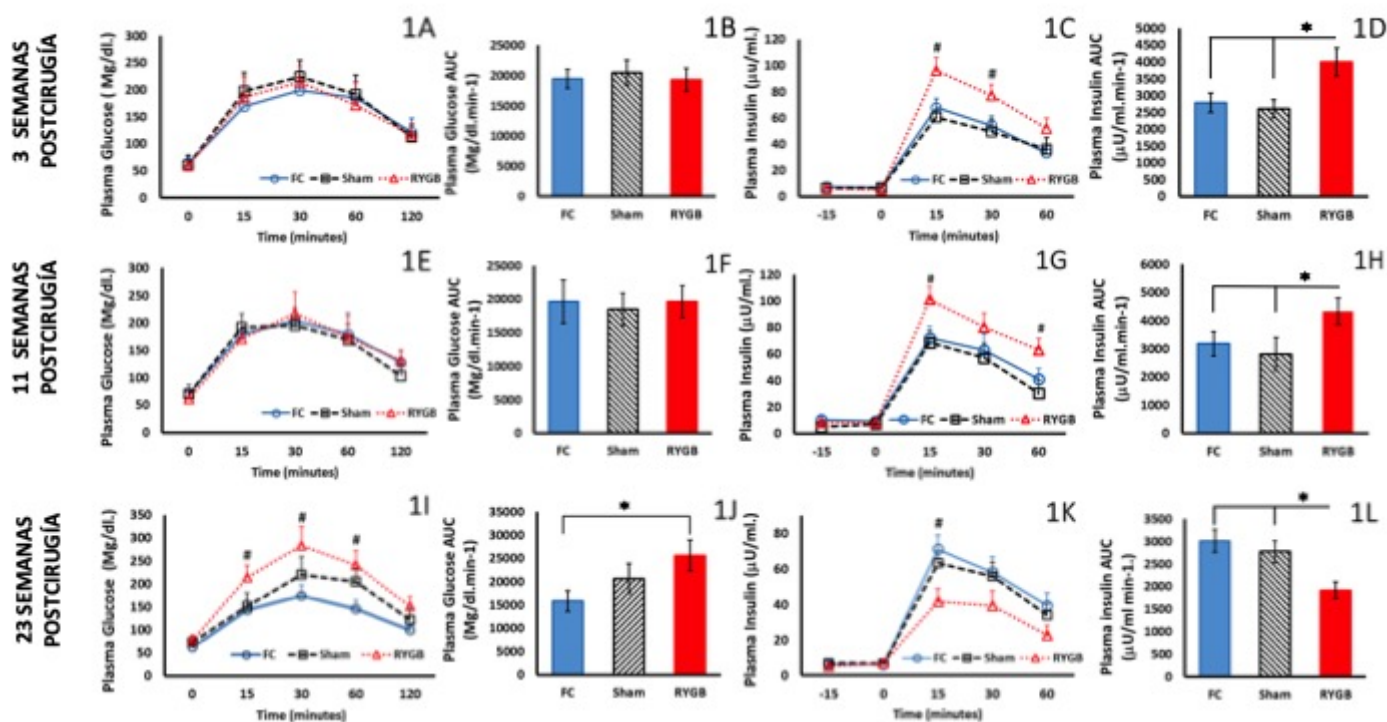 3 SEMANAS
POSTCIRUGÍA
1A
Plasma Glucose ( Mg/dl.)
300
250
200
150
100
50
0
FC Sham RYGB
0 15 30 60 120
Time (minutes)
1B
Plasma Glucose AUC
(Mg/dl.min-1)
25000
20000
15000
10000
5000
0
FC Sham RYGB
1C
Plasma Insulin (µu/ml.)
120
100
80
60
40
20
0
#
#
FC Sham RYGB
-15 0 15 30 60
Time (minutes)
1D
Plasma Insulin AUC
(µU/ml.min-1)
5000
4500
4000
3500
3000
2500
2000
1500
1000
500
0
*
FC Sham RYGB
11 SEMANAS
POSTCIRUGÍA
1E
Plasma Glucose (Mg/dl.)
300
250
200
150
100
50
0
FC Sham RYGB
0 15 30 60 120
Time (minutes)
1F
Plasma Glucose AUC
(Mg/dl.min-1)
25000
20000
15000
10000
5000
0
FC Sham RYGB
1G
Plasma Insulin (µU/ml.)
120
100
80
60
40
20
0
#
#
FC Sham RYGB
-15 0 15 30 60
Time (minutes)
1H
Plasma Insulin AUC
(µU/ml.min-1)
6000
5000
4000
3000
2000
1000
0
*
FC Sham RYGB
23 SEMANAS
POSTCIRUGÍA
1I
Plasma Glucose (Mg/dl.)
350
300
250
200
150
100
50
0
#
#
#
FC Sham RYGB
0 15 30 60 120
Time (minutes)
1J
Plasma Glucose AUC
(Mg/dl.min-1)
35000
30000
25000
20000
15000
10000
5000
0
*
FC Sham RYGB
1K
Plasma Insulin (µU/ml.)
80
60
40
20
0
#
FC Sham RYGB
-15 0 15 30 60
Time (minutes)
1L
Plasma insulin AUC
(µU/ml min-1.)
3500
3000
2500
2000
1500
1000
500
0
*
FC Sham RYGB